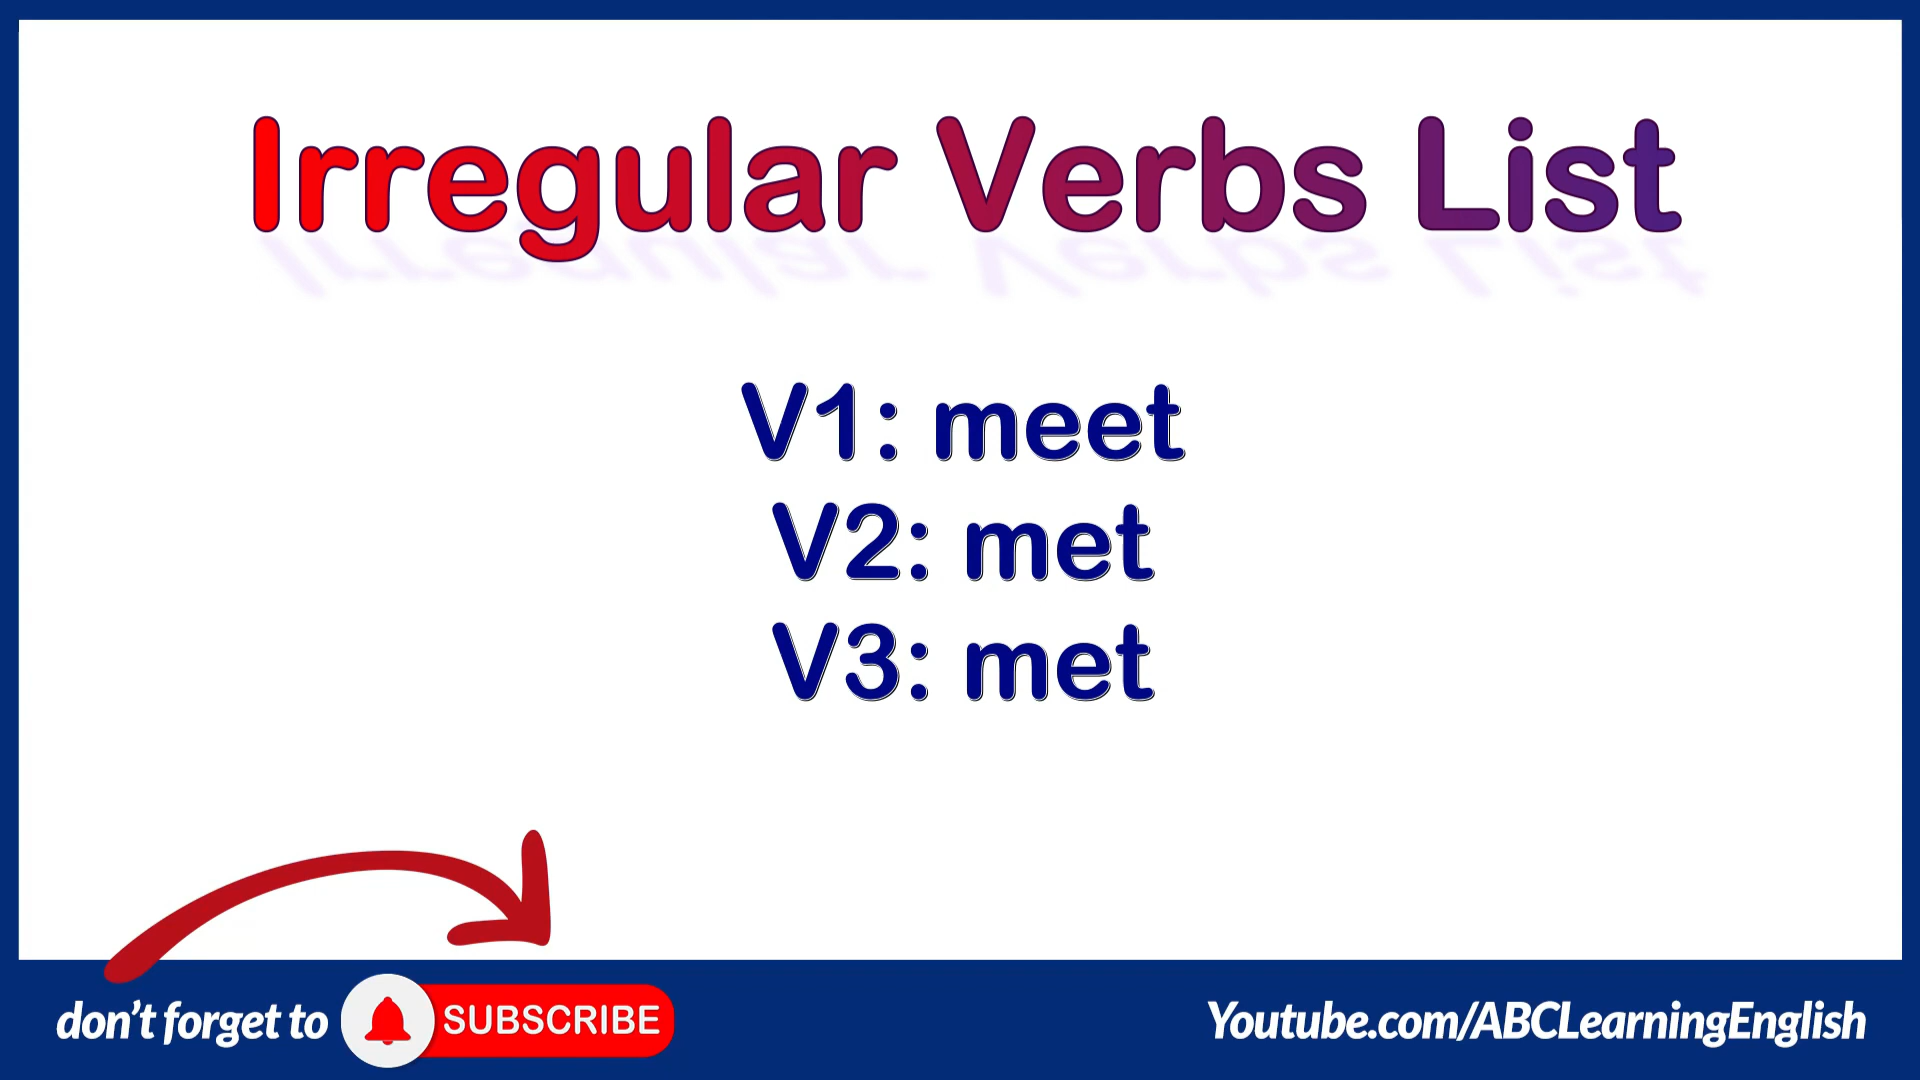 Irregular Verbs List
V1: meet
V2: met
V3: met
don't forget to SUBSCRIBE
Youtube.com/ABCLearningEnglish